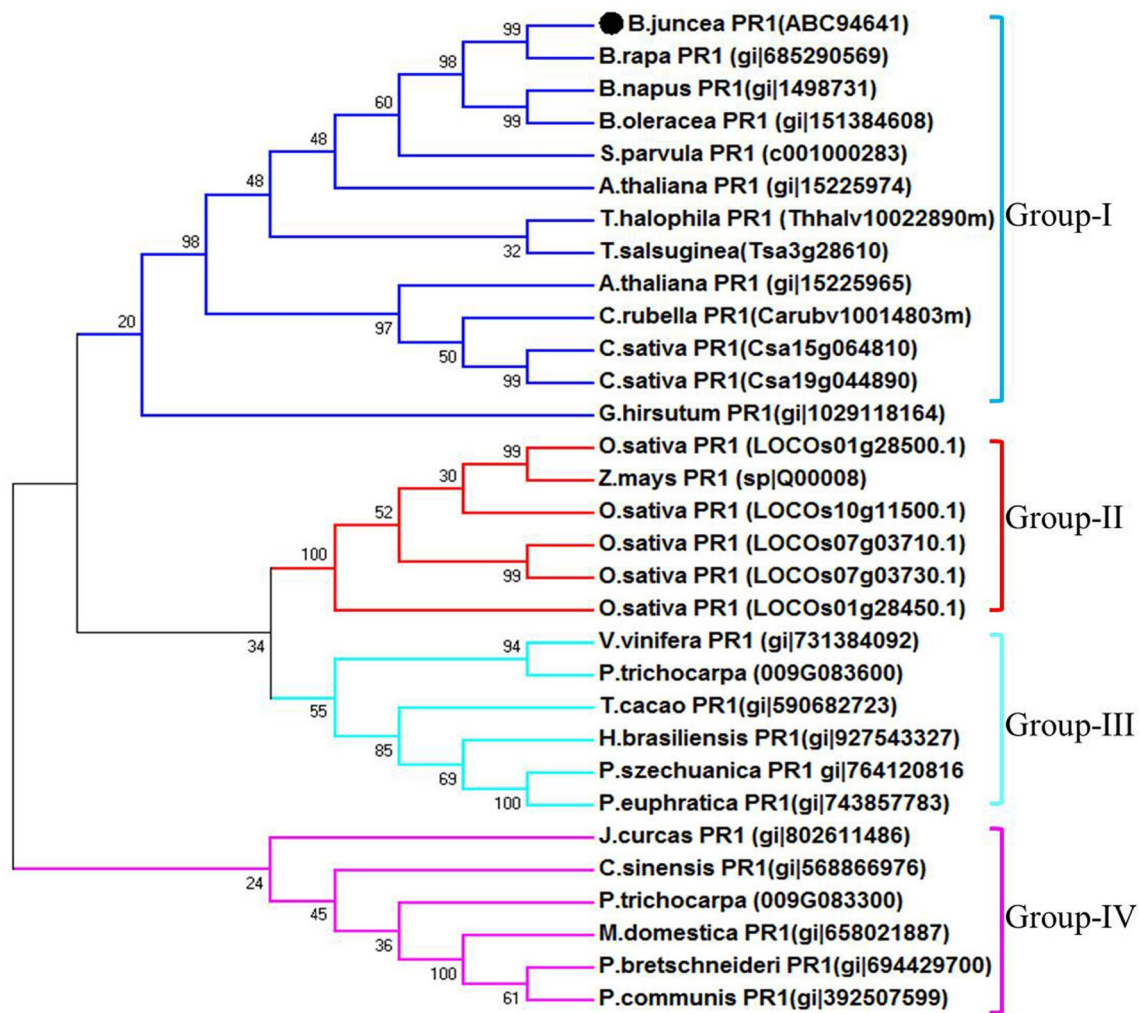 B.juncea PR1(ABC94641)
B.rapa PR1 (gi|685290569)
B.napus PR1(gi|1498731)
B.oleracea PR1 (gi|151384608)
S.parvula PR1 (c001000283)
A.thaliana PR1 (gi|15225974)
T.halophila PR1 (Thhalv10022890m)
T.salsuginea(Tsa3g28610)
A.thaliana PR1 (gi|15225965)
C.rubella PR1(Carubv10014803m)
C.sativa PR1(Csa15g064810)
C.sativa PR1(Csa19g044890)
G.hirsutum PR1(gi|1029118164)
O.sativa PR1 (LOCOs01g28500.1)
Z.mays PR1 (sp|Q00008)
O.sativa PR1 (LOCOs10g11500.1)
O.sativa PR1 (LOCOs07g03710.1)
O.sativa PR1 (LOCOs07g03730.1)
O.sativa PR1 (LOCOs01g28450.1)
V.vinifera PR1 (gi|731384092)
P.trichocarpa (009G083600)
T.cacao PR1(gi|590682723)
H.brasiliensis PR1(gi|927543327)
P.szechuanica PR1 gi|764120816
P.euphratica PR1(gi|743857783)
J.curcas PR1 (gi|802611486)
C.sinensis PR1(gi|568866976)
P.trichocarpa (009G083300)
M.domestica PR1(gi|658021887)
P.bretschneideri PR1(gi|694429700)
P.communis PR1(gi|392507599)
Group-I
Group-II
Group-III
Group-IV
99
98
60
99
48
48
98
32
20
97
50
99
99
30
52
100
99
34
94
55
85
69
100
24
45
36
100
61